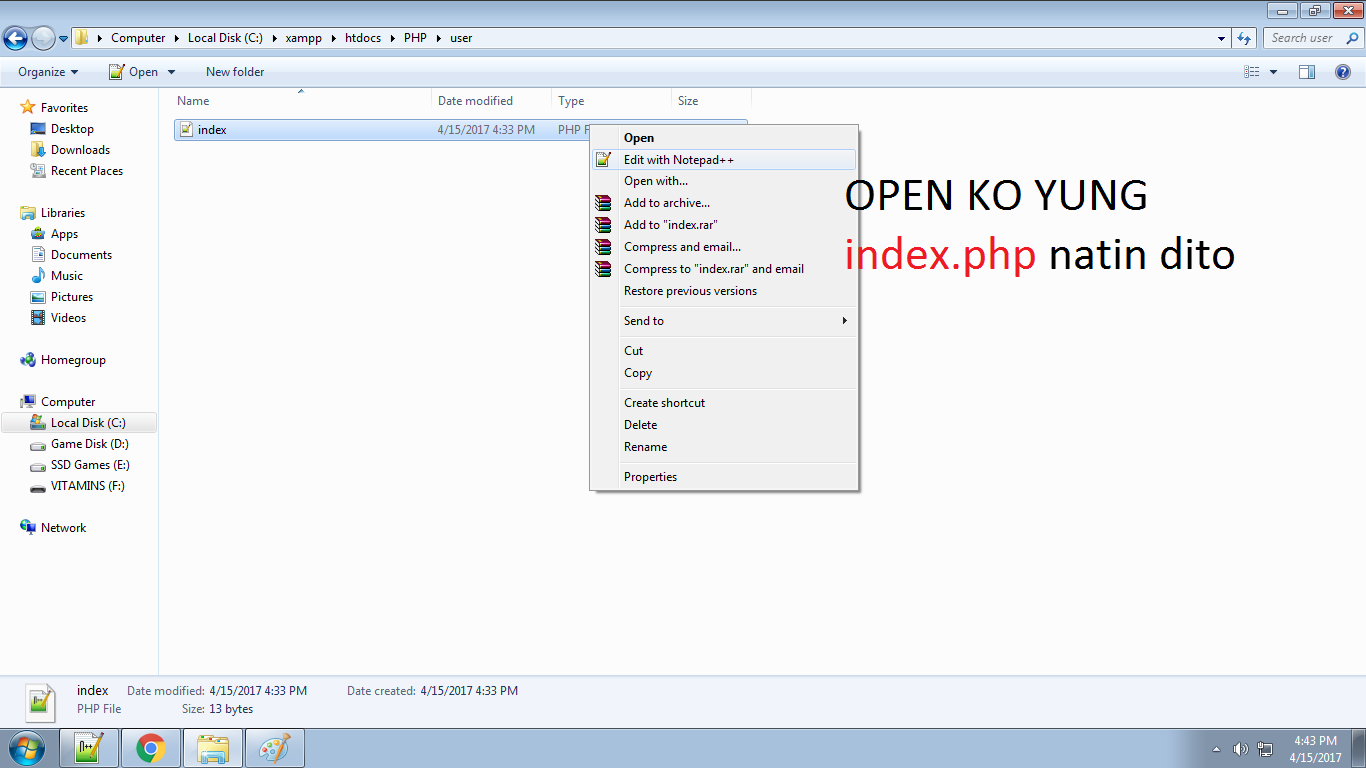 Computer Local Disk (C:) xampp htdocs PHP user
Search user
Organize Open New folder
Name Date modified Type Size
index 4/15/2017 4:33 PM PHP F
Favorites
Desktop
Downloads
Recent Places
Libraries
Apps
Documents
Music
Pictures
Videos
Homegroup
Computer
Local Disk (C:)
Game Disk (D:)
SSD Games (E:)
VITAMINS (F:)
Network
Open
Edit with Notepad++
Open with...
Add to archive...
Add to "index.rar"
Compress and email...
Compress to "index.rar" and email
Restore previous versions
Send to
Cut
Copy
Create shortcut
Delete
Rename
Properties
OPEN KO YUNG
index.php natin dito
index Date modified: 4/15/2017 4:33 PM Date created: 4/15/2017 4:33 PM
PHP File Size: 13 bytes
4:43 PM
4/15/2017